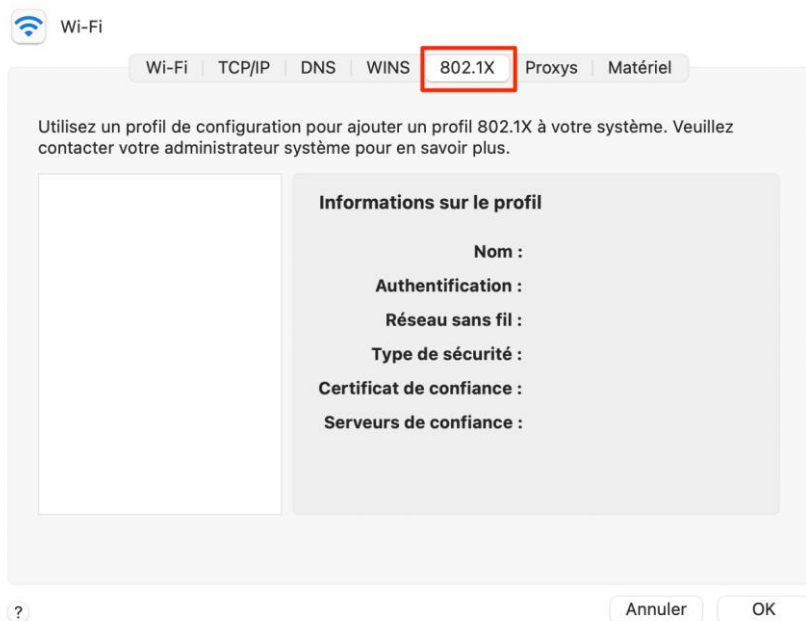 Wi-Fi
Wi-Fi TCP/IP DNS WINS 802.1X Proxys Matériel
Utilisez un profil de configuration pour ajouter un profil 802.1X à votre système. Veuillez
contacter votre administrateur système pour en savoir plus.
Informations sur le profil
Nom :
Authentification :
Réseau sans fil :
Type de sécurité :
Certificat de confiance :
Serveurs de confiance :
? Annuler OK